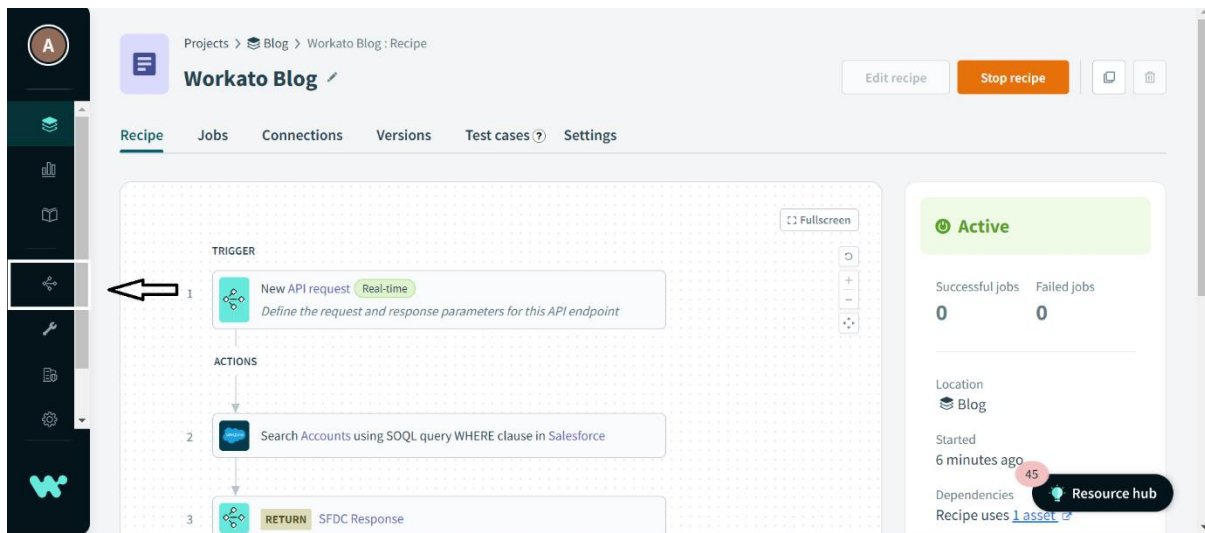 A
Projects > Blog > Workato Blog : Recipe
Workato Blog
Edit recipe
Stop recipe
Recipe Jobs Connections Versions Test cases ? Settings
Fullscreen
TRIGGER
1 New API request Real-time
Define the request and response parameters for this API endpoint
ACTIONS
2 Search Accounts using SOQL query WHERE clause in Salesforce
3 RETURN SFDC Response
Active
Successful jobs Failed jobs
0 0
Location
Blog
Started
6 minutes ago
45
Resource hub
Dependencies
Recipe uses 1 asset